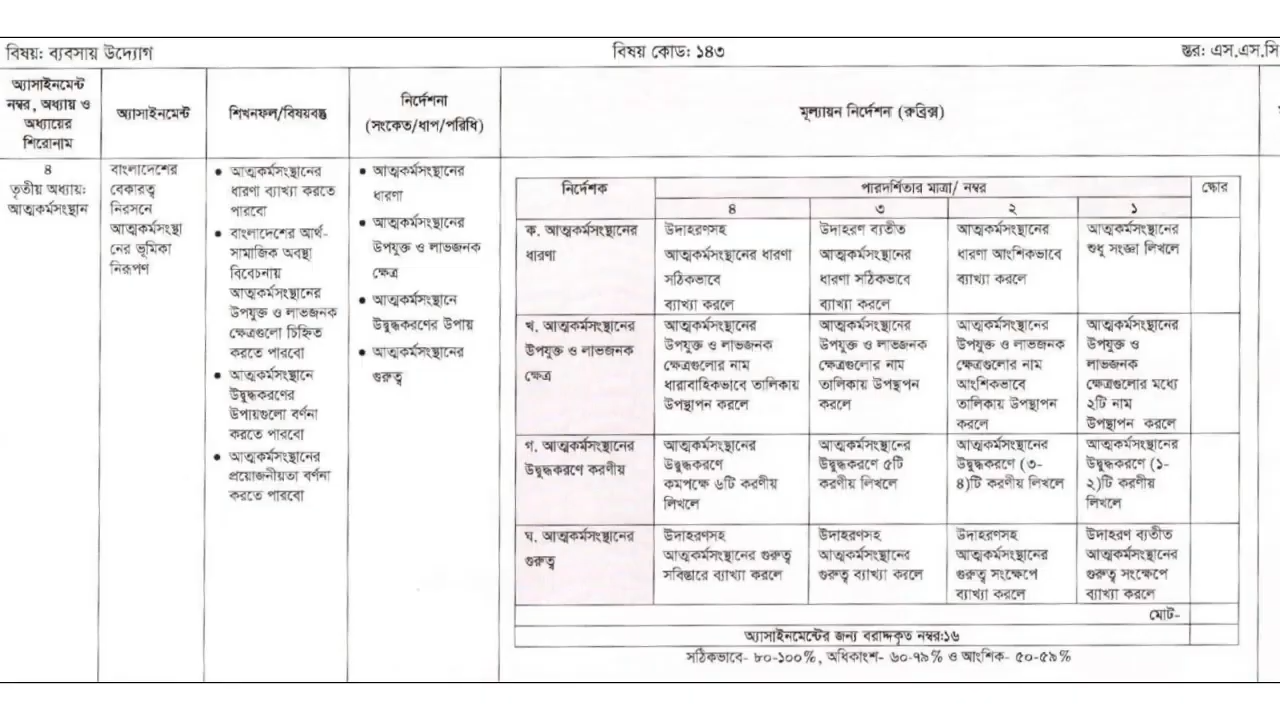 বিষয়: ব্যবসায় উদ্যোগ
বিষয় কোড: ১৪৩
স্তর: এস.এস.সি
অ্যাসাইনমেন্ট
নম্বর, অধ্যায় ও
অধ্যায়ের
শিরোনাম
অ্যাসাইনমেন্ট
শিখনফল/বিষয়বস্তু
নির্দেশনা
(সংকেত/ধাপ/পরিধি)
মূল্যায়ন নির্দেশনা (রুব্রিক্স)
৪
তৃতীয় অধ্যায়:
আত্মকর্মসংস্থান
বাংলাদেশের
বেকারত্ব
নিরসনে
আত্মকর্মসংস্থা
নের ভূমিকা
নিরূপণ
• আত্মকর্মসংস্থানের
ধারণা ব্যাখ্যা করতে
পারবো
• বাংলাদেশের আর্থ-
সামাজিক অবস্থা
বিবেচনায়
আত্মকর্মসংস্থানের
উপযুক্ত ও লাভজনক
ক্ষেত্রগুলো চিহ্নিত
করতে পারবো
• আত্মকর্মসংস্থানে
উদ্বুদ্ধকরণের
উপায়গুলো বর্ণনা
করতে পারবো
• আত্মকর্মসংস্থানের
প্রয়োজনীয়তা বর্ণনা
করতে পারবো
• আত্মকর্মসংস্থানের
ধারণা
• আত্মকর্মসংস্থানের
উপযুক্ত ও লাভজনক
ক্ষেত্র
• আত্মকর্মসংস্থানে
উদ্বুদ্ধকরণের উপায়
• আত্মকর্মসংস্থানের
গুরুত্ব
নির্দেশক
পারদর্শিতার মাত্রা/ নম্বর
স্কোর
৪
৩
২
১
ক. আত্মকর্মসংস্থানের
ধারণা
উদাহরণসহ
আত্মকর্মসংস্থানের ধারণা
সঠিকভাবে
ব্যাখ্যা করলে
উদাহরণ ব্যতীত
আত্মকর্মসংস্থানের
ধারণা সঠিকভাবে
ব্যাখ্যা করলে
আত্মকর্মসংস্থানের
ধারণা আংশিকভাবে
ব্যাখ্যা করলে
আত্মকর্মসংস্থানের
শুধু সংজ্ঞা লিখলে
খ. আত্মকর্মসংস্থানের
উপযুক্ত ও লাভজনক
ক্ষেত্র
আত্মকর্মসংস্থানের
উপযুক্ত ও লাভজনক
ক্ষেত্রগুলোর নাম
ধারাবাহিকভাবে তালিকায়
উপস্থাপন করলে
আত্মকর্মসংস্থানের
উপযুক্ত ও লাভজনক
ক্ষেত্রগুলোর নাম
তালিকায় উপস্থপন
করলে
আত্মকর্মসংস্থানের
উপযুক্ত ও লাভজনক
ক্ষেত্রগুলোর নাম
আংশিকভাবে
তালিকায় উপস্থাপন
করলে
আত্মকর্মসংস্থানের
উপযুক্ত ও
লাভজনক
ক্ষেত্রগুলোর মধ্যে
২টি নাম
উপস্থাপন করলে
গ. আত্মকর্মসংস্থানের
উদ্বুদ্ধকরণে করণীয়
আত্মকর্মসংস্থানের
উদ্বুদ্ধকরণে
কমপক্ষে ৬টি করণীয়
লিখলে
আত্মকর্মসংস্থানের
উদ্বুদ্ধকরণে ৫টি
করণীয় লিখলে
আত্মকর্মসংস্থানের
উদ্বুদ্ধকরণে (৩-
৪)টি করণীয় লিখলে
আত্মকর্মসংস্থানের
উদ্বুদ্ধকরণে (১-
২)টি করণীয়
লিখলে
ঘ. আত্মকর্মসংস্থানের
গুরুত্ব
উদাহরণসহ
আত্মকর্মসংস্থানের গুরুত্ব
সবিস্তারে ব্যাখ্যা করলে
উদাহরণসহ
আত্মকর্মসংস্থানের
গুরুত্ব ব্যাখ্যা করলে
উদাহরণসহ
আত্মকর্মসংস্থানের
গুরুত্ব সংক্ষেপে
ব্যাখ্যা করলে
উদাহরণ ব্যতীত
আত্মকর্মসংস্থানের
গুরুত্ব সংক্ষেপে
ব্যাখ্যা করলে
মোট-
অ্যাসাইনমেন্টের জন্য বরাদ্দকৃত নম্বর:১৬
সঠিকভাবে- ৮০-১০০%, অধিকাংশ- ৬০-৭৯% ও আংশিক- ৫০-৫৯%